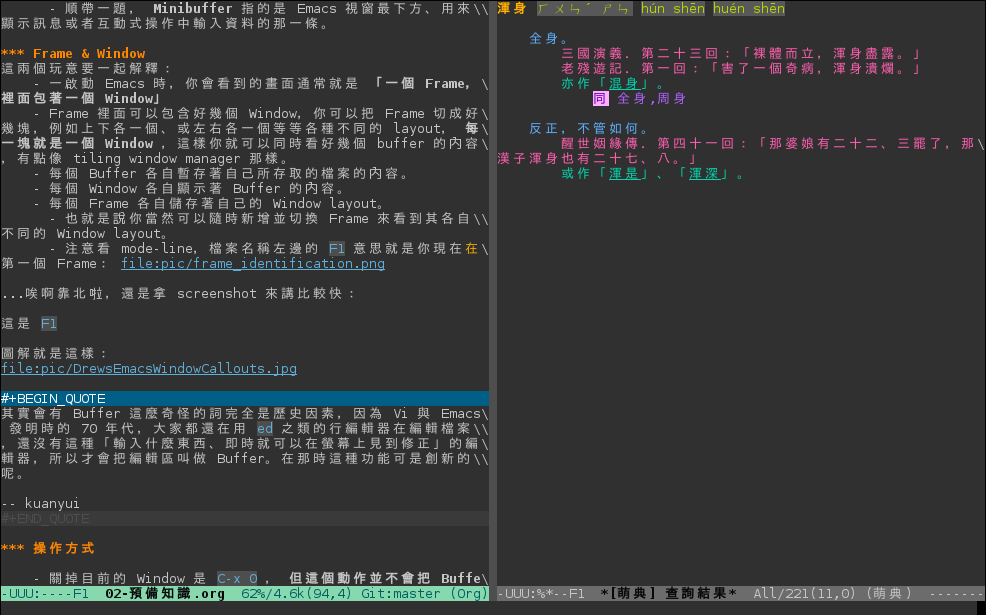 - 順帶一題， Minibuffer 指的是 Emacs 視窗最下方、用來\\
顯示訊息或者互動式操作中輸入資料的那一條。
*** Frame & Window
這兩個玩意要一起解釋：
- 一啟動 Emacs 時，你會看到的畫面通常就是 「一個 Frame，\
裡面包著一個 Window」
- Frame 裡面可以包含好幾個 Window，你可以把 Frame 切成好\
幾塊，例如上下各一個、或左右各一個等等各種不同的 layout， 每\
一塊就是一個 Window ，這樣你就可以同時看好幾個 buffer 的內容\
，有點像 tiling window manager 那樣。
- 每個 Buffer 各自暫存著自己所存取的檔案的內容。
- 每個 Window 各自顯示著 Buffer 的內容。
- 每個 Frame 各自儲存著自己的 Window layout。
- 也就是說你當然可以隨時新增並切換 Frame 來看到其各自\\
不同的 Window layout。
- 注意看 mode-line，檔案名稱左邊的 F1 意思就是你現在在\
第一個 Frame： file:pic/frame_identification.png
...唉啊靠北啦，還是拿 screenshot 來講比較快：
這是 F1
圖解就是這樣：
file:pic/DrewsEmacsWindowCallouts.jpg
#+BEGIN_QUOTE
其實會有 Buffer 這麼奇怪的詞完全是歷史因素，因為 Vi 與 Emacs\
發明時的 70 年代，大家都還在用 ed 之類的行編輯器在編輯檔案\\
，還沒有這種「輸入什麼東西、即時就可以在螢幕上見到修正」的編\
輯器，所以才會把編輯區叫做 Buffer。在那時這種功能可是創新的\\
呢。
-- kuanyui
#+END_QUOTE
*** 操作方式
- 關掉目前的 Window 是 C-x 0 ， 但這個動作並不會把 Buffe\
-UUU:----F1  02-預備知識.org  62%/4.6k(94,4) Git:master (Org)
渾身 ㄏㄨㄣˊ ㄕㄣ hún shēn huén shēn
全身。
三國演義．第二十三回：「裸體而立，渾身盡露。」
老殘遊記．第一回：「害了一個奇病，渾身潰爛。」
亦作「混身」。
同 全身,周身
反正，不管如何。
醒世姻緣傳．第四十一回：「那婆娘有二十二、三罷了，那\
漢子渾身也有二十七、八。」
或作「渾是」、「渾深」。
-UUU:%*--F1  *[萌典] 查詢結果*  All/221(11,0) (萌典) -------